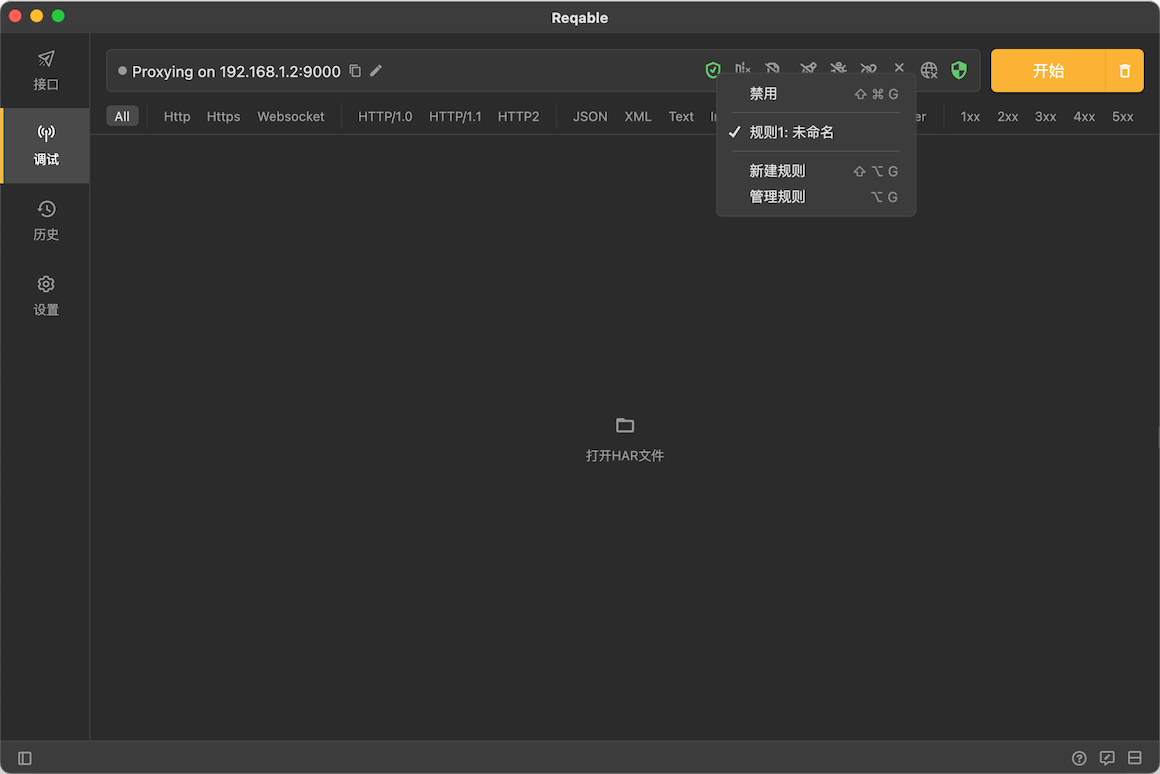 Reqable
接口
调试
历史
设置
Proxying on 192.168.1.2:9000
开始
All Http Https Websocket HTTP/1.0 HTTP/1.1 HTTP2 JSON XML Text 1xx 2xx 3xx 4xx 5xx
禁用 ⇧ ⌘ G
✓ 规则1: 未命名
新建规则 ⇧ ⌥ G
管理规则 ⌥ G
打开HAR文件